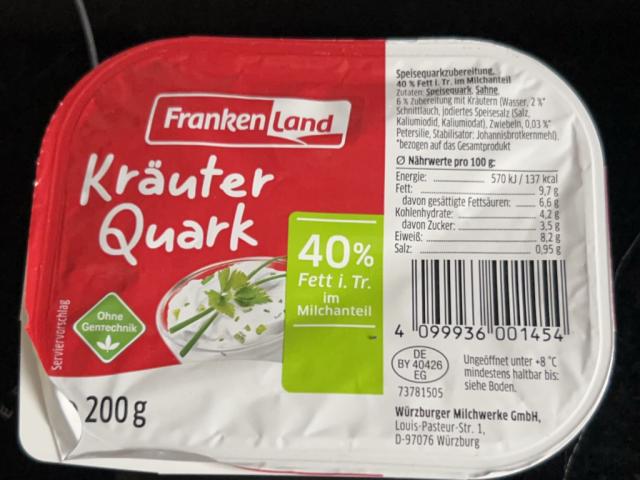 Franken Land
Kräuter
Quark
40%
Fett i. Tr.
im
Milchanteil
Ohne
Gentechnik
Serviervorschlag
200 g
Speisequarkzubereitung,
40 % Fett i. Tr. im Milchanteil
Zutaten: Speisequark, Sahne,
6 % Zubereitung mit Kräutern (Wasser, 2 %*
Schnittlauch, jodiertes Speisesalz (Salz,
Kaliumiodid, Kaliumiodat), Zwiebeln, 0,03 %*
Petersilie, Stabilisator: Johannisbrotkernmehl).
*bezogen auf das Gesamtprodukt
Ø Nährwerte pro 100 g:
Energie: 570 kJ / 137 kcal
Fett: 9,7 g
davon gesättigte Fettsäuren: 6,6 g
Kohlenhydrate: 4,2 g
davon Zucker: 3,5 g
Eiweiß: 8,2 g
Salz: 0,95 g
4 099936 001454
DE
BY 40426
EG
73781505
Ungeöffnet unter +8 °C
mindestens haltbar bis:
siehe Boden.
Würzburger Milchwerke GmbH,
Louis-Pasteur-Str. 1,
D-97076 Würzburg